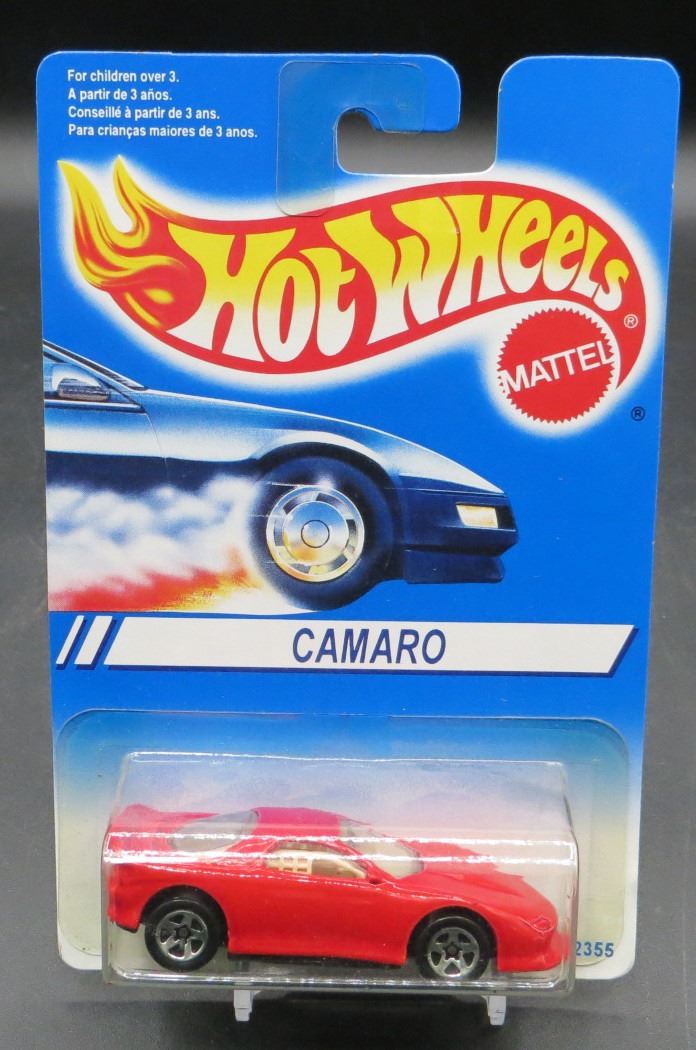 For children over 3.
A partir de 3 años.
Conseillé à partir de 3 ans.
Para crianças maiores de 3 anos.
Hot Wheels ®
MATTEL
®
CAMARO
2355